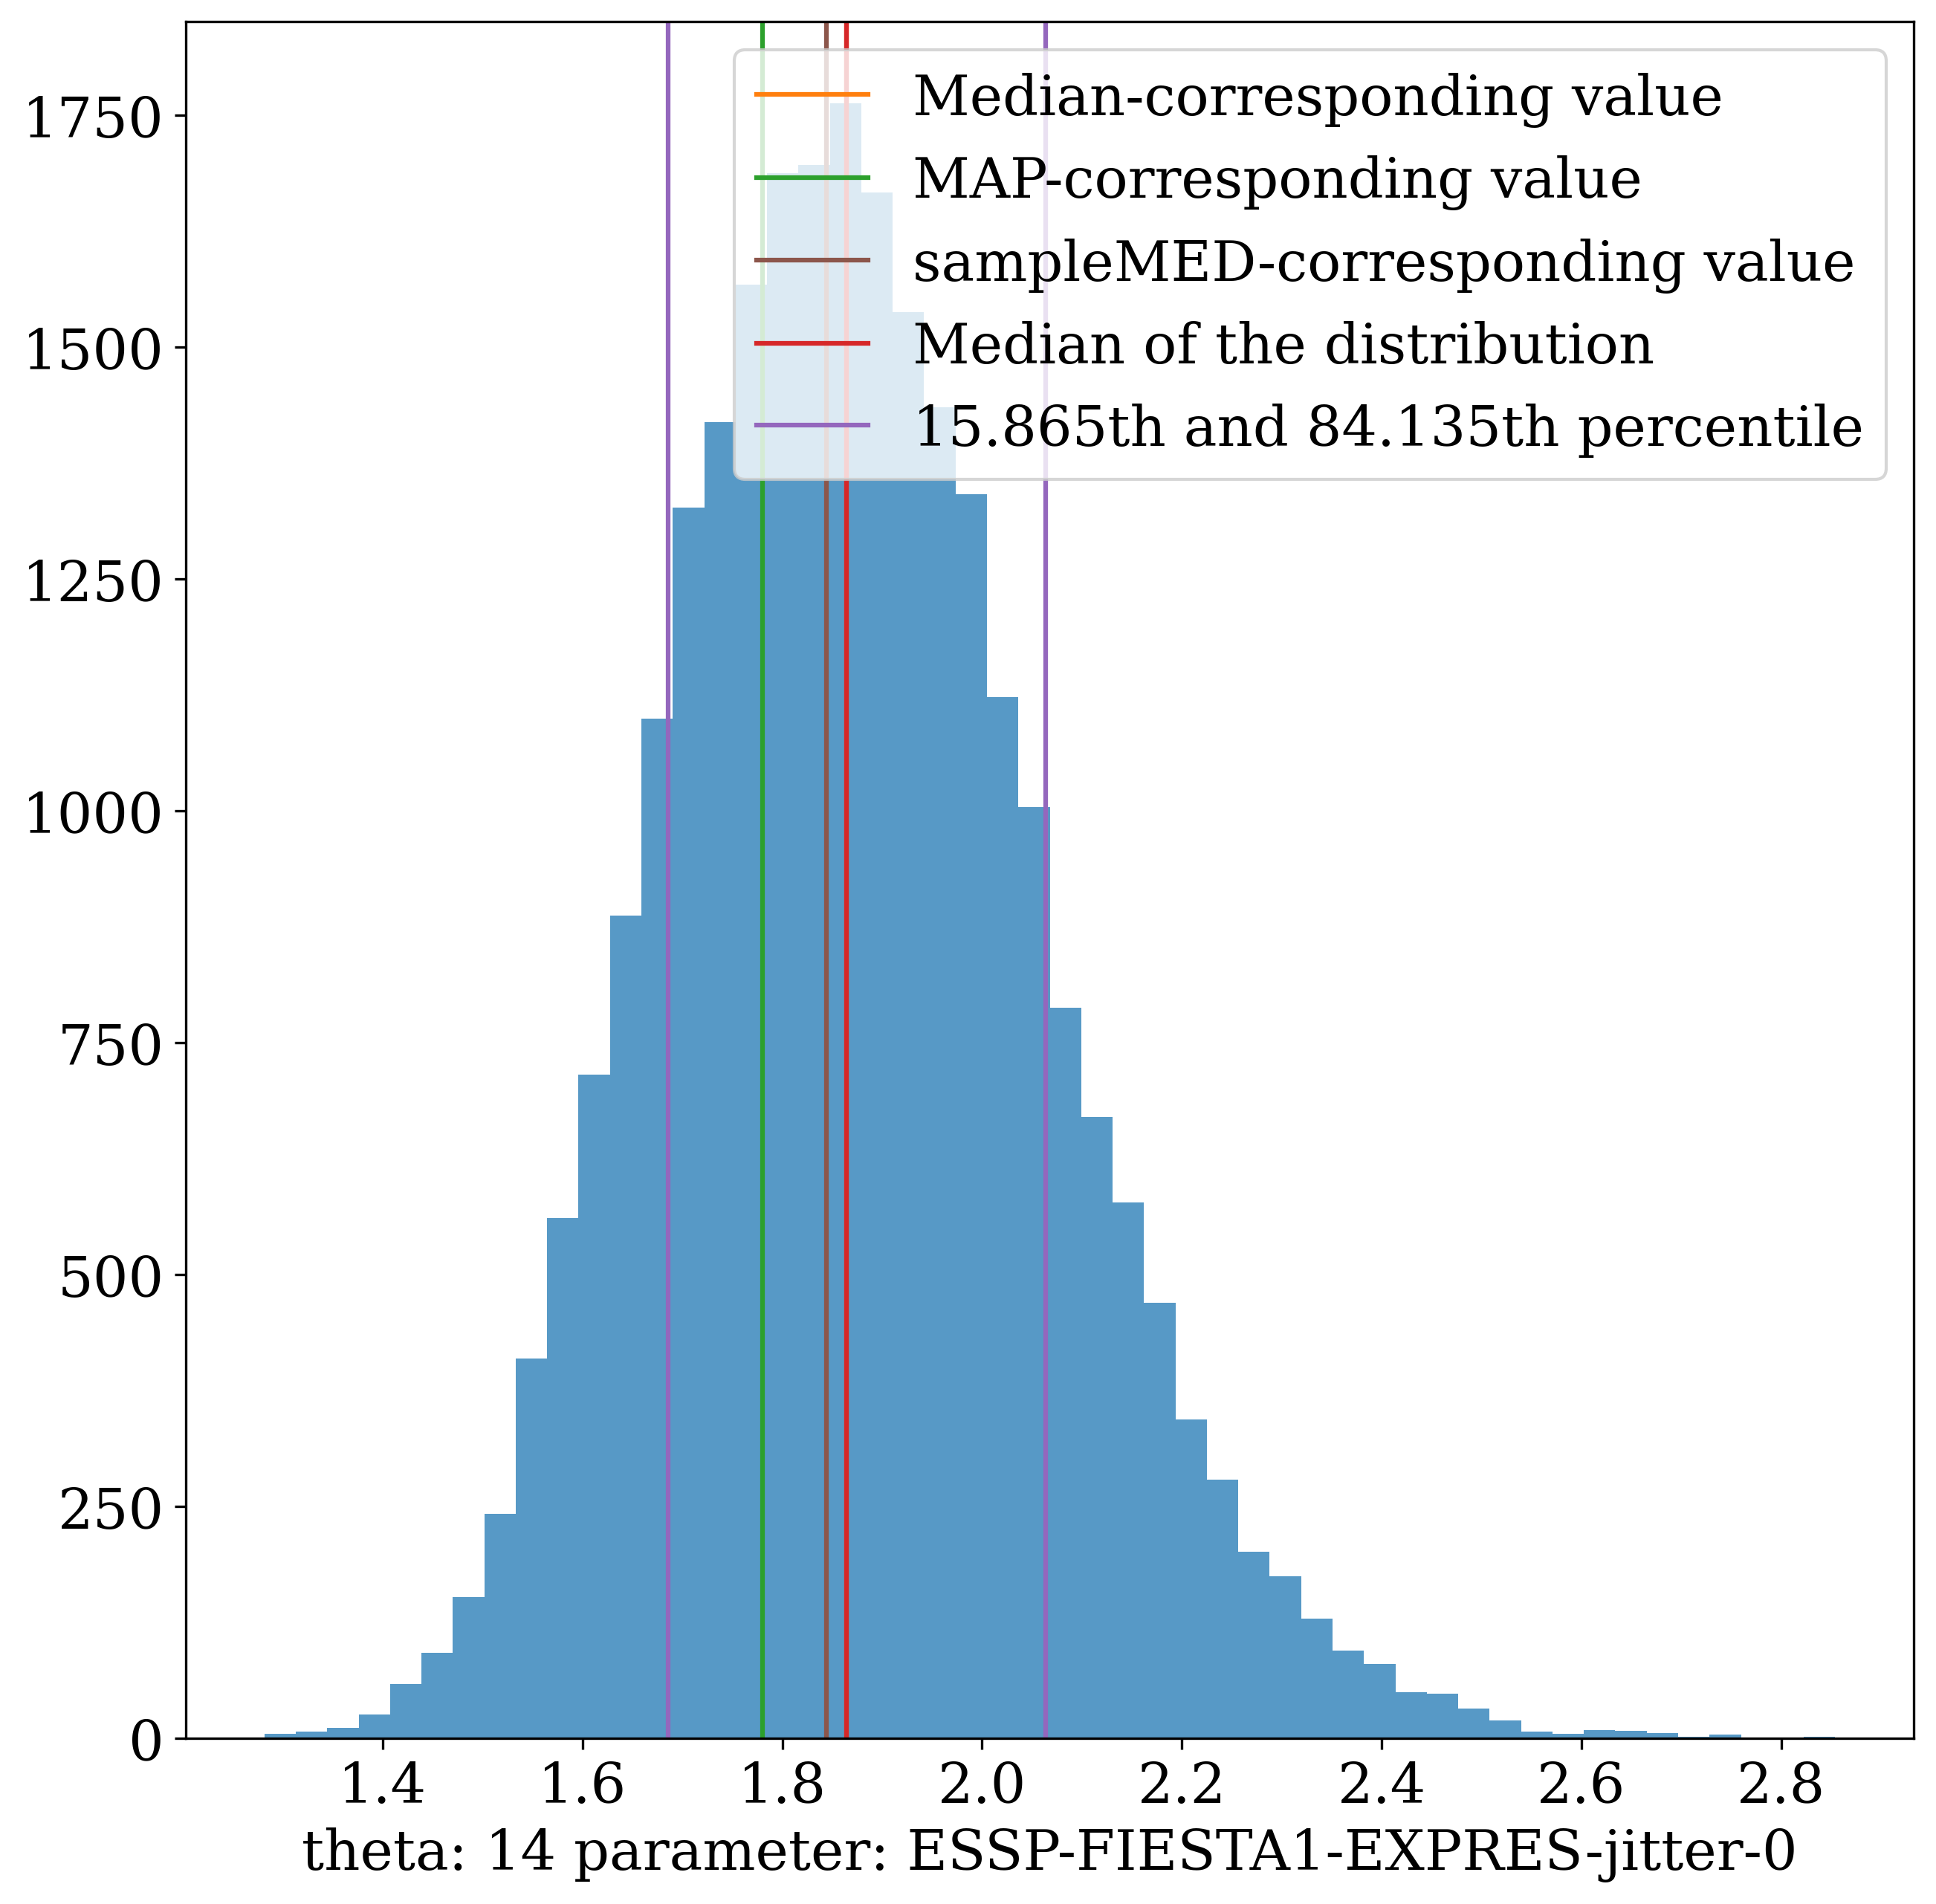 Median-corresponding value
MAP-corresponding value
sampleMED-corresponding value
Median of the distribution
15.865th and 84.135th percentile
1750
1500
1250
1000
750
500
250
0
1.4 1.6 1.8 2.0 2.2 2.4 2.6 2.8
theta: 14 parameter: ESSP-FIESTA1-EXPRES-jitter-0